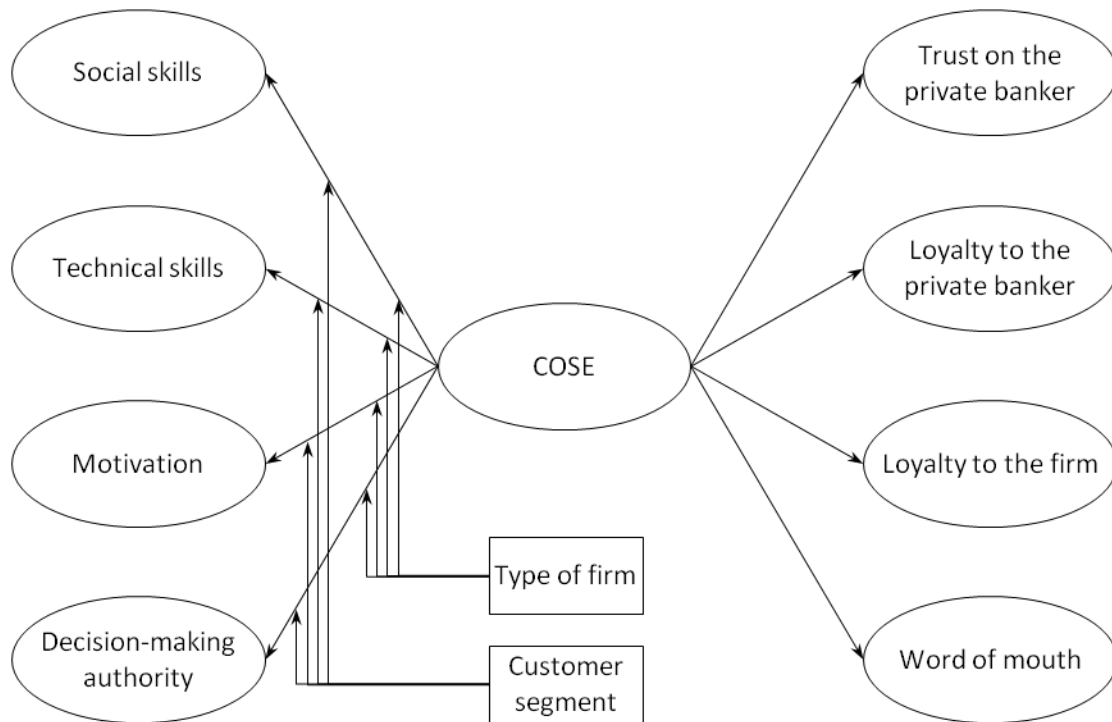 Social skills
Technical skills
Motivation
Decision-making
authority
COSE
Type of firm
Customer
segment
Trust on the
private banker
Loyalty to the
private banker
Loyalty to the firm
Word of mouth